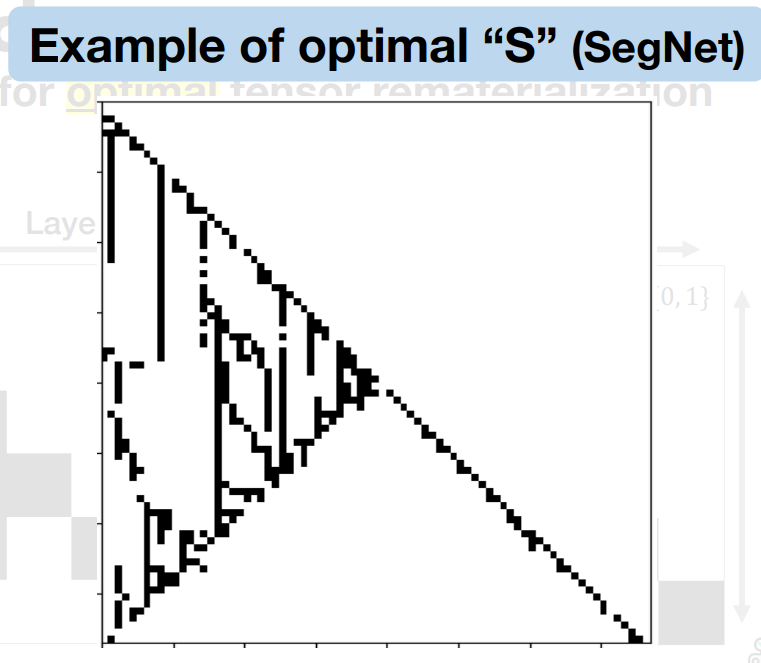 Example of optimal “S” (SegNet)
for optimal tensor rematerialization
Laye
{0, 1}